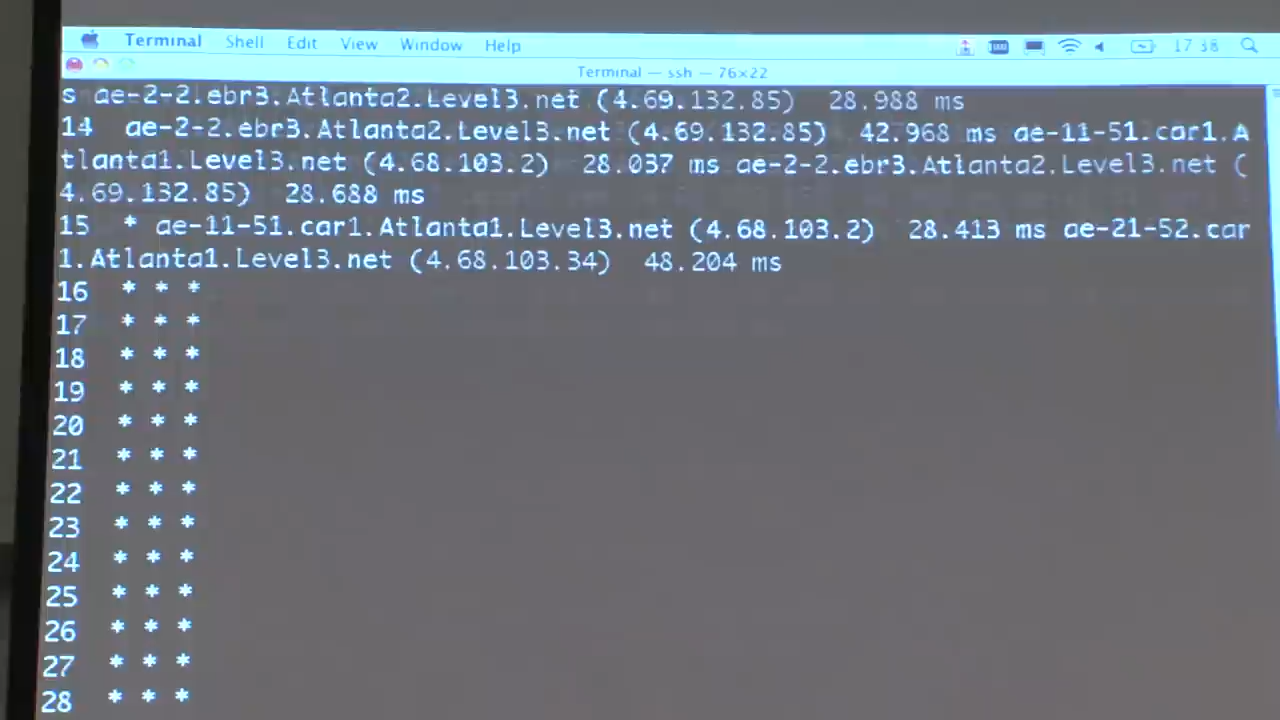 Terminal Shell Edit View Window Help 17 38
Terminal — ssh — 76×22
s ae-2-2.ebr3.Atlanta2.Level3.net (4.69.132.85) 28.988 ms
14 ae-2-2.ebr3.Atlanta2.Level3.net (4.69.132.85) 42.968 ms ae-11-51.car1.A
tlanta1.Level3.net (4.68.103.2) 28.037 ms ae-2-2.ebr3.Atlanta2.Level3.net (
4.69.132.85) 28.688 ms
15 * ae-11-51.car1.Atlanta1.Level3.net (4.68.103.2) 28.413 ms ae-21-52.car
1.Atlanta1.Level3.net (4.68.103.34) 48.204 ms
16 * * *
17 * * *
18 * * *
19 * * *
20 * * *
21 * * *
22 * * *
23 * * *
24 * * *
25 * * *
26 * * *
27 * * *
28 * * *